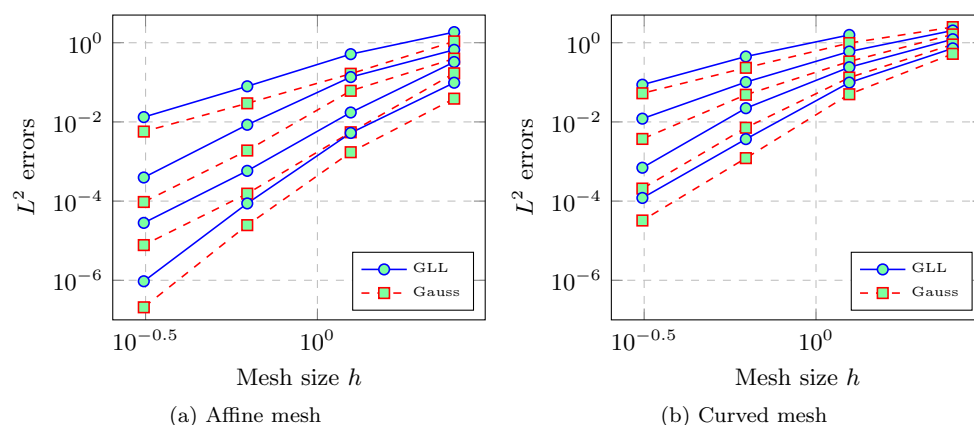 10^0
10^−2
10^−4
10^−6
L^2 errors
10^−0.5
10^0
Mesh size h
GLL
Gauss
(a) Affine mesh
10^0
10^−2
10^−4
10^−6
L^2 errors
10^−0.5
10^0
Mesh size h
GLL
Gauss
(b) Curved mesh